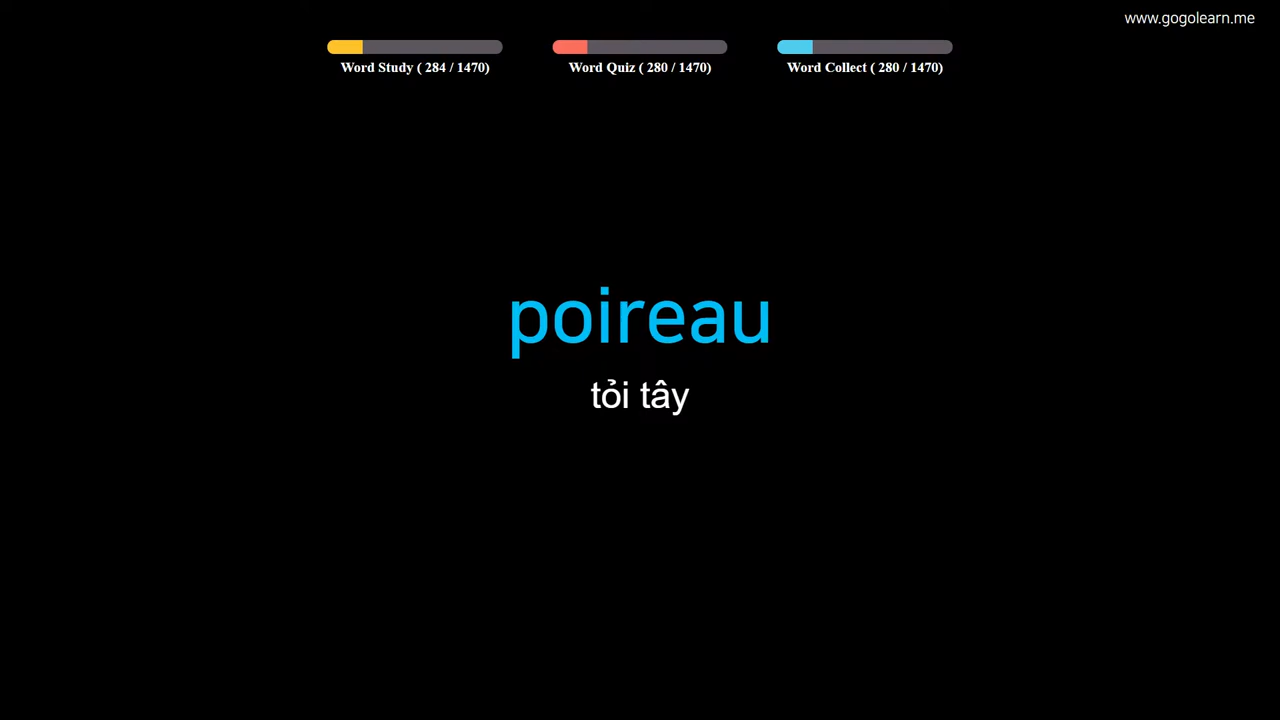 www.gogolearn.me
Word Study ( 284 / 1470)
Word Quiz ( 280 / 1470)
Word Collect ( 280 / 1470)
poireau
tỏi tây